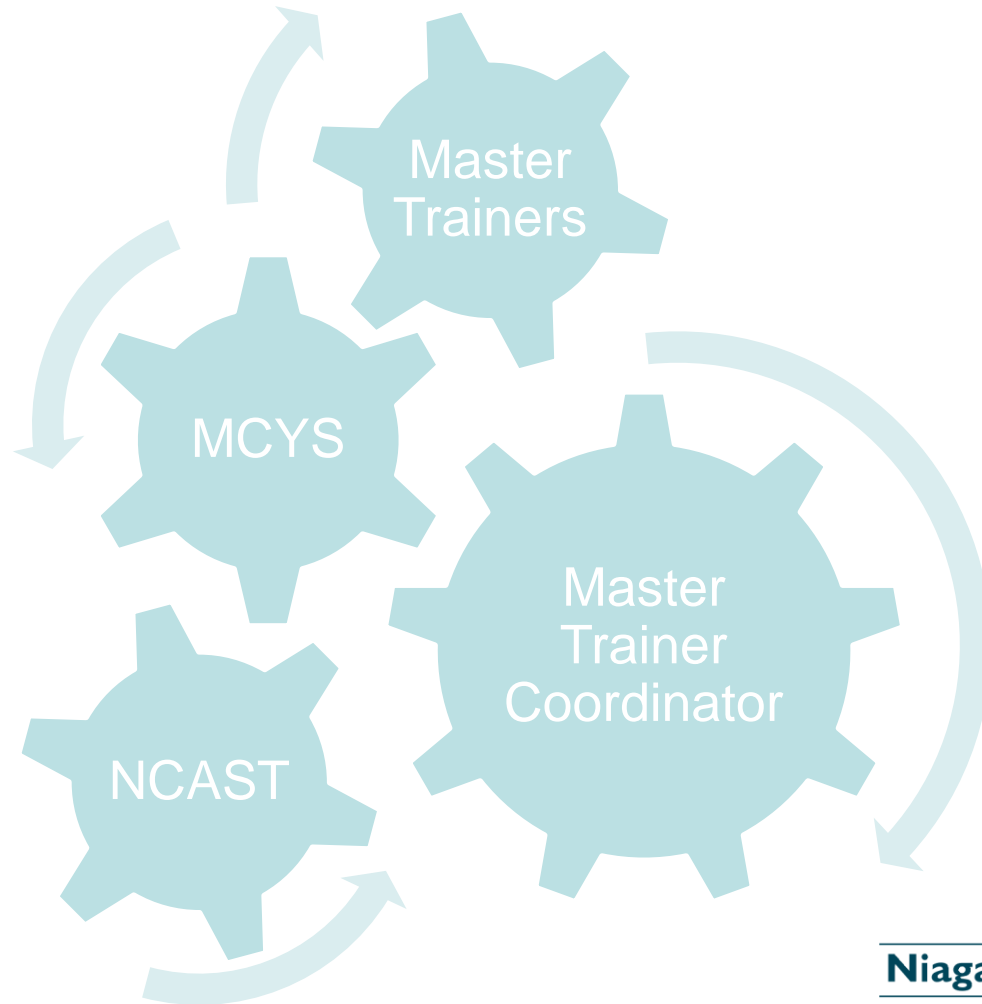 Master
Trainers
MCYS
Master
Trainer
Coordinator
NCAST